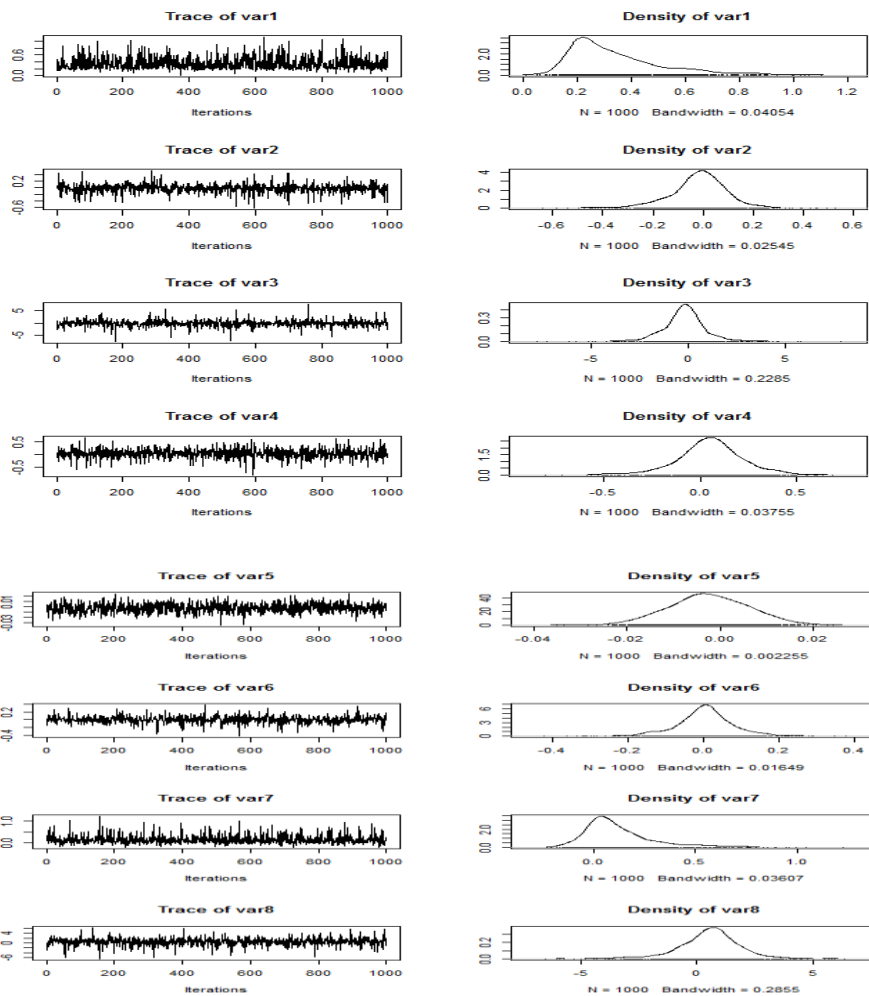 Trace of var1
Density of var1
0.0 0.6
0 200 400 600 800 1000
Iterations
0.0 2.0
0.0 0.2 0.4 0.6 0.8 1.0 1.2
N = 1000 Bandwidth = 0.04054
Trace of var2
Density of var2
-0.6 0.2
0 200 400 600 800 1000
Iterations
0 2 4
-0.6 -0.4 -0.2 0.0 0.2 0.4 0.6
N = 1000 Bandwidth = 0.02545
Trace of var3
Density of var3
-5 5
0 200 400 600 800 1000
Iterations
0.0 0.3
-5 0 5
N = 1000 Bandwidth = 0.2285
Trace of var4
Density of var4
-0.5 0.5
0 200 400 600 800 1000
Iterations
0.0 1.5
-0.5 0.0 0.5
N = 1000 Bandwidth = 0.03755
Trace of var5
Density of var5
-0.03 0.01
0 200 400 600 800 1000
Iterations
0 20 40
-0.04 -0.02 0.00 0.02
N = 1000 Bandwidth = 0.002255
Trace of var6
Density of var6
-0.4 0.2
0 200 400 600 800 1000
Iterations
0 3 6
-0.4 -0.2 0.0 0.2 0.4
N = 1000 Bandwidth = 0.01649
Trace of var7
Density of var7
0.0 1.0
0 200 400 600 800 1000
Iterations
0.0 2.0
0.0 0.5 1.0
N = 1000 Bandwidth = 0.03607
Trace of var8
Density of var8
-6 4
0 200 400 600 800 1000
Iterations
0.0 0.2
-5 0 5
N = 1000 Bandwidth = 0.2855